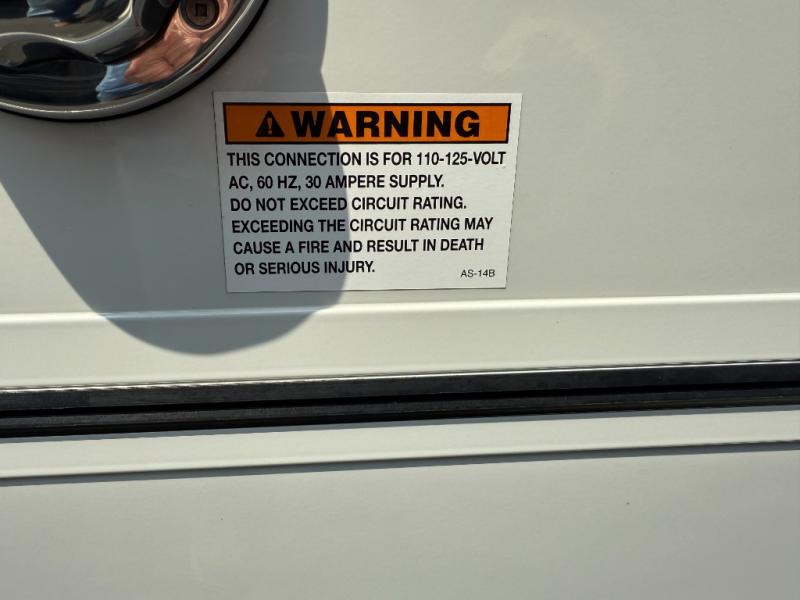 WARNING
THIS CONNECTION IS FOR 110-125-VOLT
AC, 60 HZ, 30 AMPERE SUPPLY.
DO NOT EXCEED CIRCUIT RATING.
EXCEEDING THE CIRCUIT RATING MAY
CAUSE A FIRE AND RESULT IN DEATH
OR SERIOUS INJURY.
AS-14B